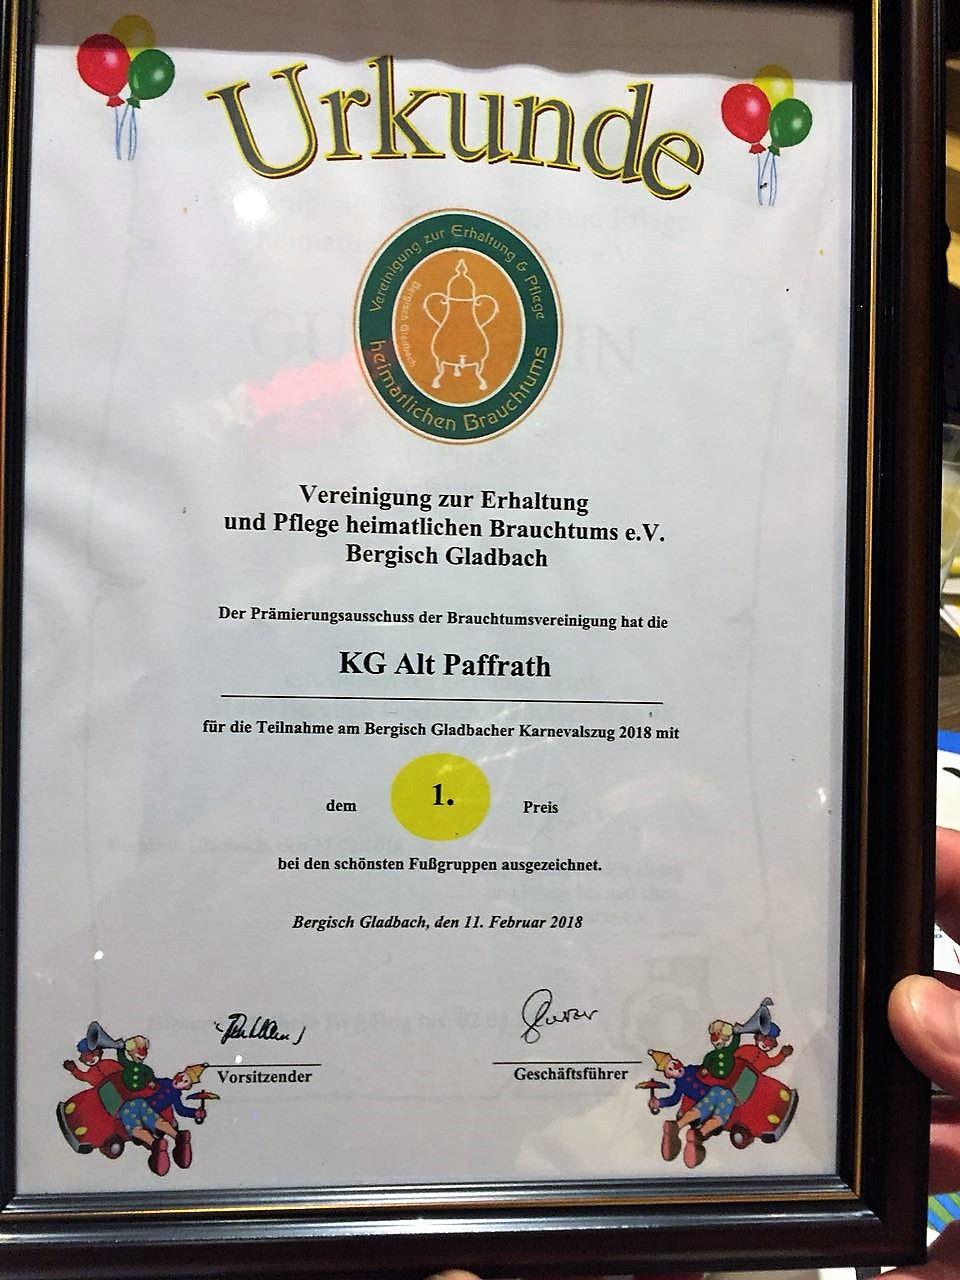 Urkunde
Vereinigung zur Erhaltung & Pflege
Bergisch Gladbach
heimatlichen Brauchtums
Vereinigung zur Erhaltung
und Pflege heimatlichen Brauchtums e.V.
Bergisch Gladbach
Der Prämierungsausschuss der Brauchtumsvereinigung hat die
KG Alt Paffrath
für die Teilnahme am Bergisch Gladbacher Karnevalszug 2018 mit
dem 1. Preis
bei den schönsten Fußgruppen ausgezeichnet.
Bergisch Gladbach, den 11. Februar 2018
Vorsitzender Geschäftsführer